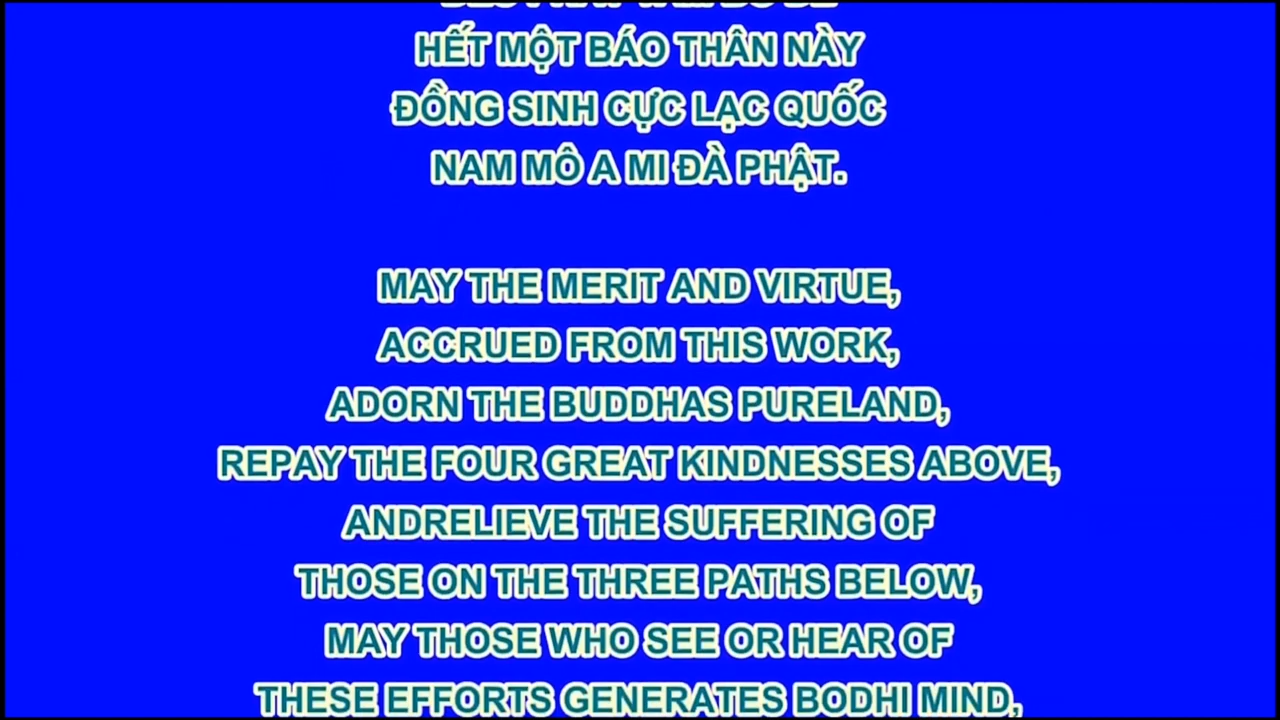 HẾT MỘT BÁO THÂN NÀY
ĐỒNG SINH CỰC LẠC QUỐC
NAM MÔ A MI ĐÀ PHẬT.
MAY THE MERIT AND VIRTUE,
ACCRUED FROM THIS WORK,
ADORN THE BUDDHAS PURELAND,
REPAY THE FOUR GREAT KINDNESSES ABOVE,
ANDRELIEVE THE SUFFERING OF
THOSE ON THE THREE PATHS BELOW,
MAY THOSE WHO SEE OR HEAR OF
THESE EFFORTS GENERATES BODHI MIND,